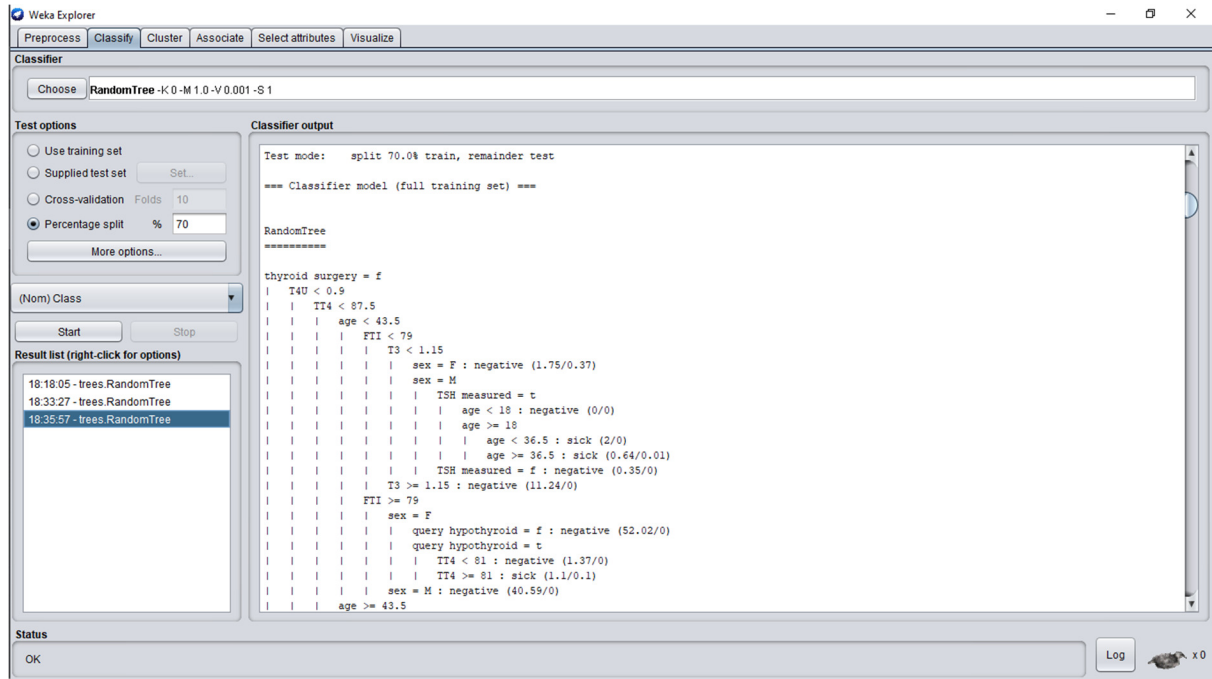 Weka Explorer
Preprocess Classify Cluster Associate Select attributes Visualize
Classifier
Choose RandomTree -K 0 -M 1.0 -V 0.001 -S 1
Test options
Use training set
Supplied test set Set...
Cross-validation Folds 10
Percentage split % 70
More options...
(Nom) Class
Start Stop
Result list (right-click for options)
18:18:05 - trees.RandomTree
18:33:27 - trees.RandomTree
18:35:57 - trees.RandomTree
Classifier output
Test mode: split 70.0% train, remainder test
=== Classifier model (full training set) ===
RandomTree
==========
thyroid surgery = f
| T4U < 0.9
| | TT4 < 87.5
| | | age < 43.5
| | | | FTI < 79
| | | | | T3 < 1.15
| | | | | | sex = F : negative (1.75/0.37)
| | | | | | sex = M
| | | | | | | TSH measured = t
| | | | | | | | age < 18 : negative (0/0)
| | | | | | | | age >= 18
| | | | | | | | | age < 36.5 : sick (2/0)
| | | | | | | | | age >= 36.5 : sick (0.64/0.01)
| | | | | | | TSH measured = f : negative (0.35/0)
| | | | | T3 >= 1.15 : negative (11.24/0)
| | | | FTI >= 79
| | | | | sex = F
| | | | | | query hypothyroid = f : negative (52.02/0)
| | | | | | query hypothyroid = t
| | | | | | | TT4 < 81 : negative (1.37/0)
| | | | | | | TT4 >= 81 : sick (1.1/0.1)
| | | | | sex = M : negative (40.59/0)
| | | age >= 43.5
Status
OK
Log x 0